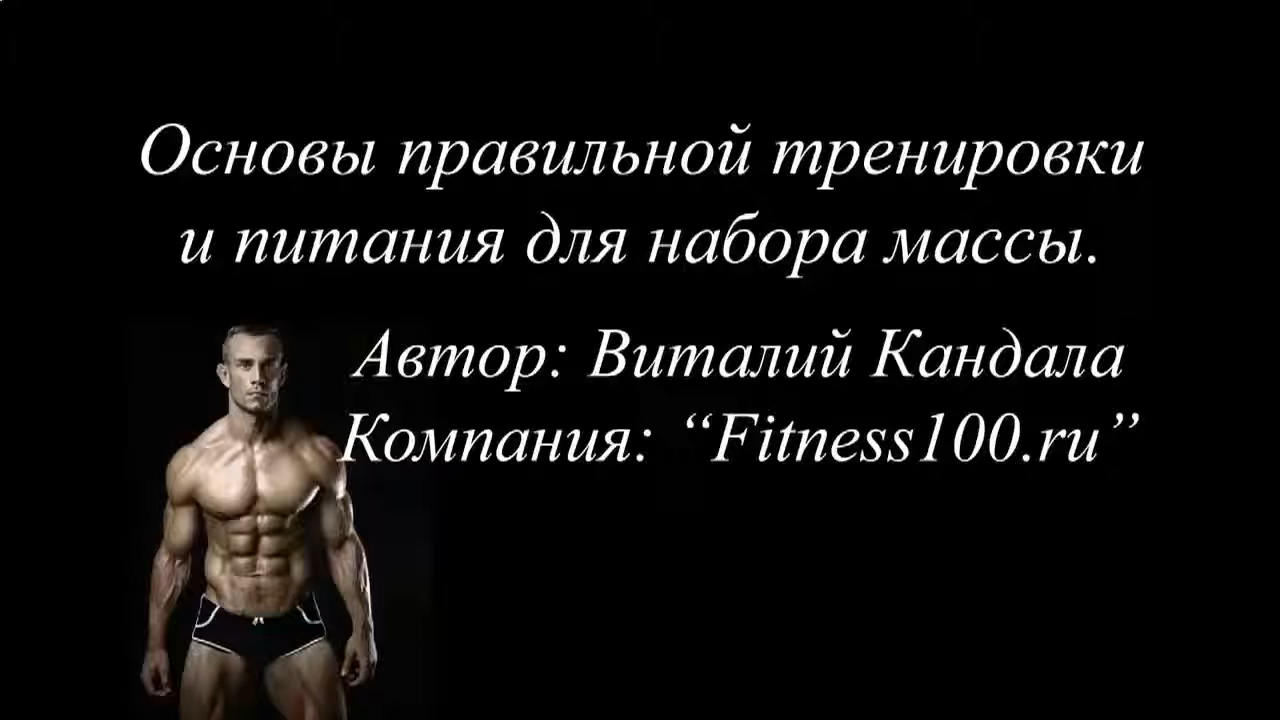 Основы правильной тренировки
и питания для набора массы.
Автор: Виталий Кандала
Компания: “Fitness100.ru”